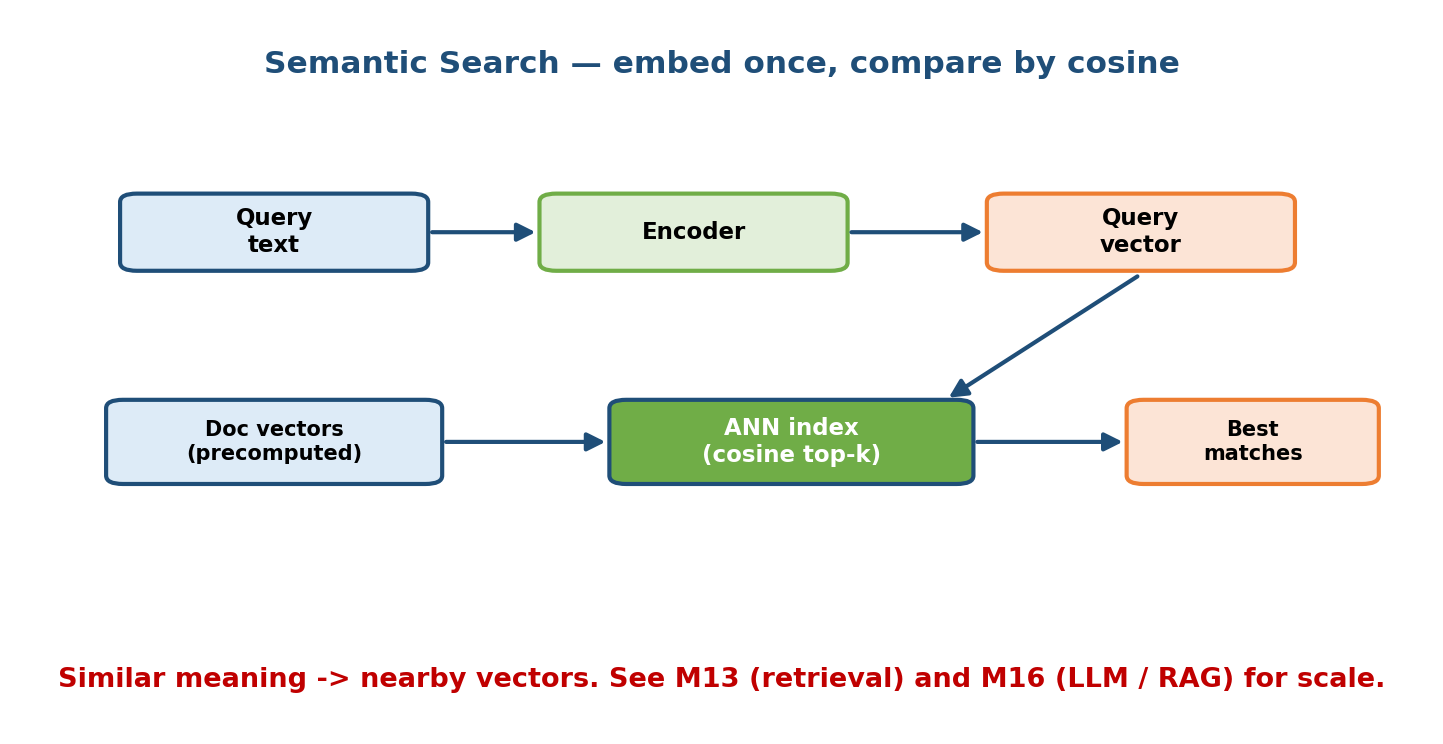 Semantic Search — embed once, compare by cosine
Query
text
Encoder
Query
vector
Doc vectors
(precomputed)
ANN index
(cosine top-k)
Best
matches
Similar meaning -> nearby vectors. See M13 (retrieval) and M16 (LLM / RAG) for scale.